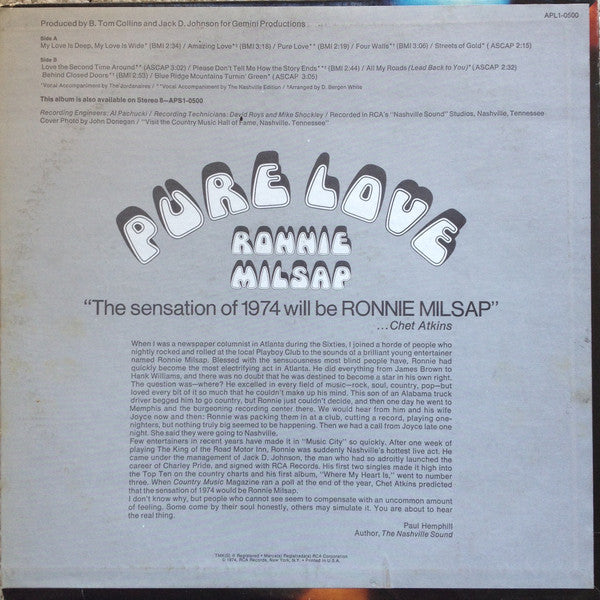 Produced by B. Tom Collins and Jack D. Johnson for Gemini Productions
APL1-0500
Side A
My Love Is Deep, My Love Is Wide* (BMI 2:34) / Amazing Love*† (BMI 3:18) / Pure Love*† (BMI 2:19) / Four Walls*† (BMI 3:06) / Streets of Gold* (ASCAP 2:15)
Side B
Love the Second Time Around*† (ASCAP 3:02) / Please Don't Tell Me How the Story Ends*† (BMI 2:44) / All My Roads (Lead Back to You)* (ASCAP 2:32)
Behind Closed Doors*† (BMI 2:53) / Blue Ridge Mountains Turnin' Green* (ASCAP 3:05)
*Vocal Accompaniment by The Jordanaires / *Vocal Accompaniment by The Nashville Edition / †Arranged by D. Bergen White
This album is also available on Stereo 8—APS1-0500
Recording Engineers: Al Pachucki / Recording Technicians: David Roys and Mike Shockley / Recorded in RCA's "Nashville Sound" Studios, Nashville, Tennessee
Cover Photo by John Donegan / "Visit the Country Music Hall of Fame, Nashville, Tennessee"
PURE LOVE
RONNIE
MILSAP
"The sensation of 1974 will be RONNIE MILSAP"
...Chet Atkins
When I was a newspaper columnist in Atlanta during the Sixties, I joined a horde of people who
nightly rocked and rolled at the local Playboy Club to the sounds of a brilliant young entertainer
named Ronnie Milsap. Blessed with the sensuousness most blind people have, Ronnie had
quickly become the most electrifying act in Atlanta. He did everything from James Brown to
Hank Williams, and there was no doubt that he was destined to become a star in his own right.
The question was—where? He excelled in every field of music—rock, soul, country, pop—but
loved every bit of it so much that he couldn't make up his mind. This son of an Alabama truck
driver begged him to go country, but Ronnie just couldn't decide, and then one day he went to
Memphis and the burgeoning recording center there. We would hear from him and his wife
Joyce now and then: Ronnie was packing them in at a club, cutting a record, playing one-
nighters, but nothing truly big seemed to be happening. Then we had a call from Joyce late one
night. She said they were going to Nashville.
Few entertainers in recent years have made it in "Music City" so quickly. After one week of
playing The King of the Road Motor Inn, Ronnie was suddenly Nashville's hottest live act. He
came under the management of Jack D. Johnson, the man who had so adroitly launched the
career of Charley Pride, and signed with RCA Records. His first two singles made it high into
the Top Ten on the country charts and his first album, "Where My Heart Is," went to number
three. When Country Music Magazine ran a poll at the end of the year, Chet Atkins predicted
that the sensation of 1974 would be Ronnie Milsap.
I don't know why, but people who cannot see seem to compensate with an uncommon amount
of feeling. Some come by their soul honestly, others may simulate it. You are about to hear
the real thing.
Paul Hemphill
Author, The Nashville Sound
TMK(S) ® Registered • Marca(s) Registrada(s) RCA Corporation
© 1974, RCA Records, New York, N.Y. • Printed in U.S.A.